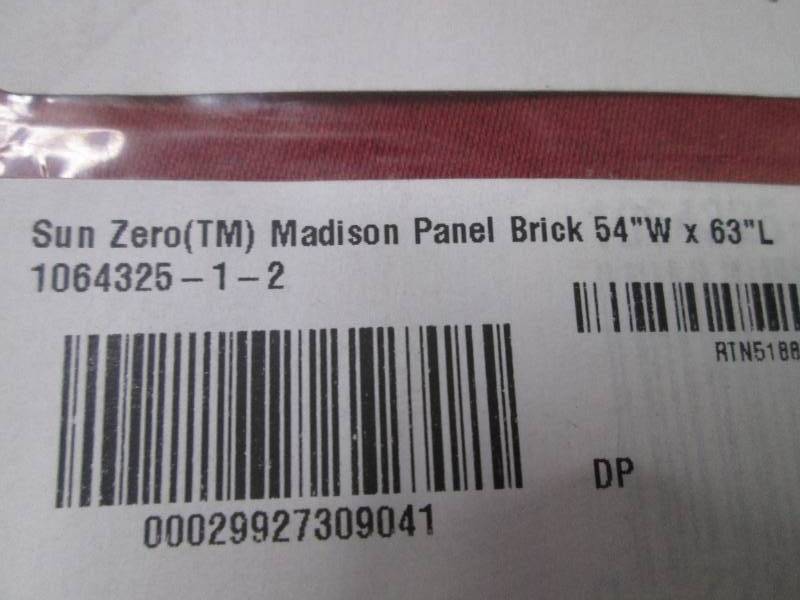 Sun Zero(TM) Madison Panel Brick 54"W x 63"L
1064325-1-2
RTN5188
00029927309041
DP